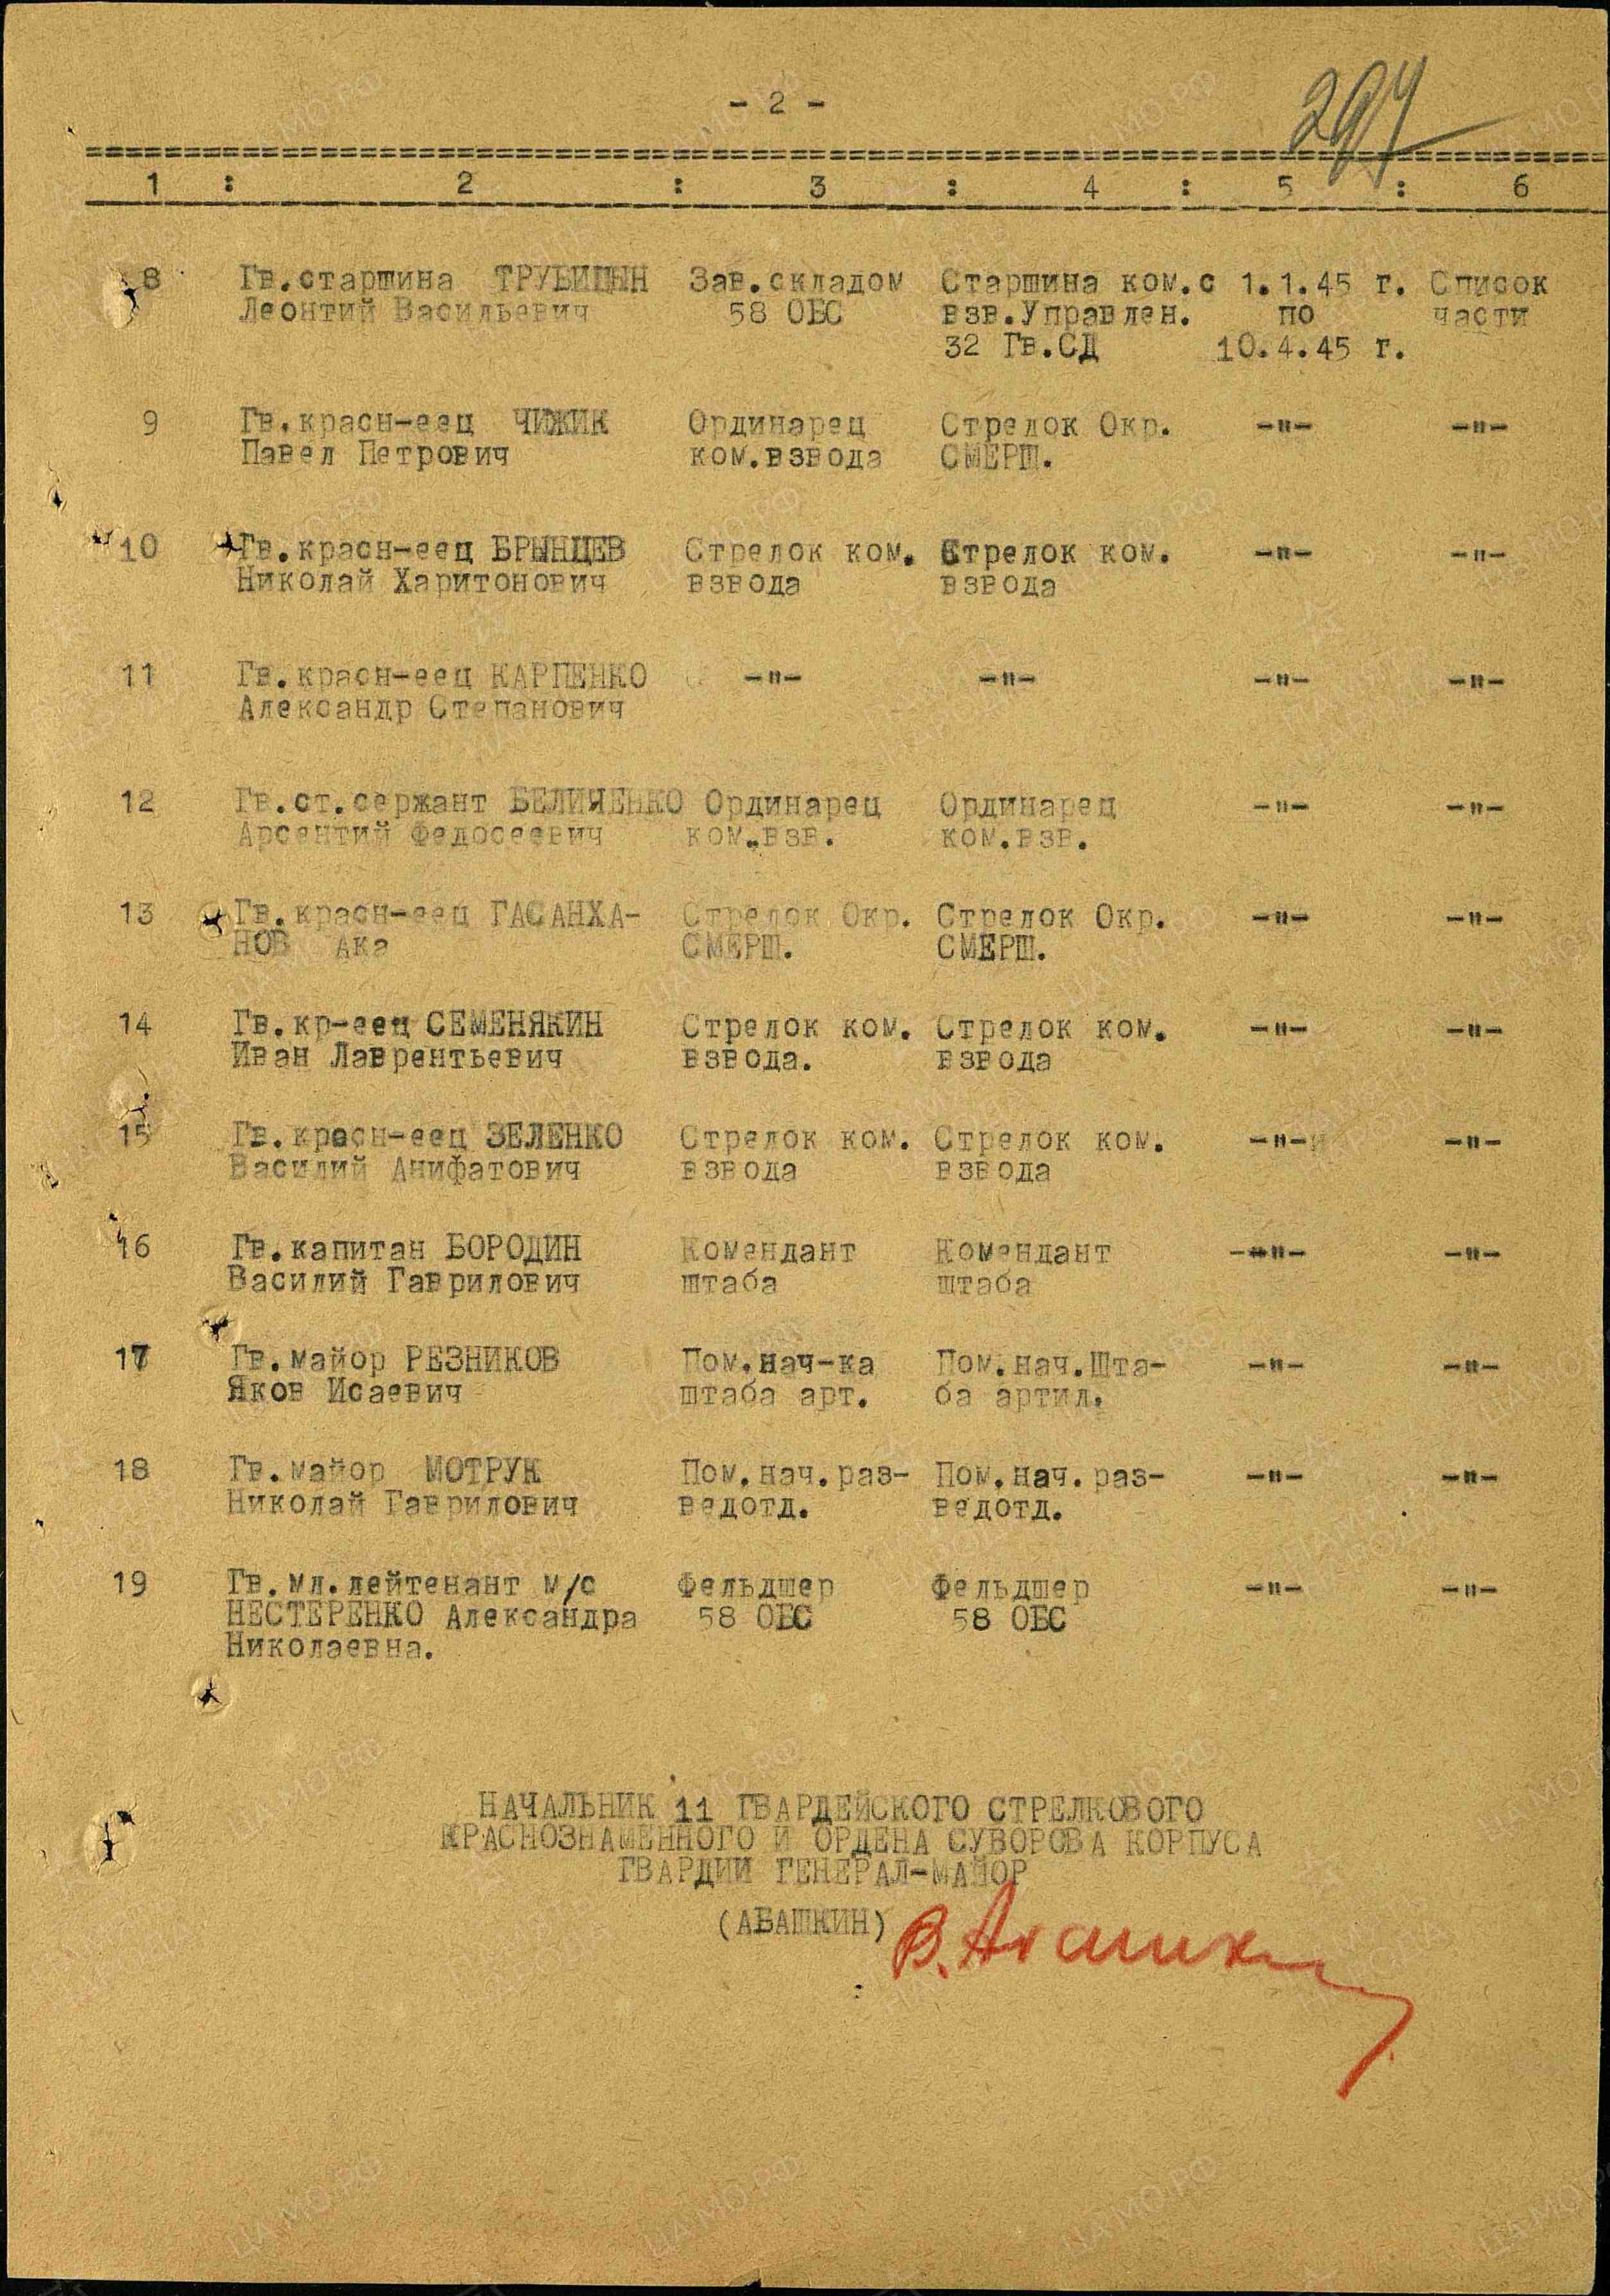 - 2 -
294
1 : 2 : 3 : 4 : 5 : 6
8 Гв.старшина ТРУБИЦЫН Зав.складом Старшина ком.с 1.1.45 г. Список
Леонтий Васильевич 58 ОБС взв.Управлен. по части
32 Гв.СД 10.4.45 г.
9 Гв.красн-еец ЧИЖИК Ординарец Стрелок Окр. -"- -"-
Павел Петрович ком.взвода СМЕРШ.
10 Гв.красн-еец БРЫНЦЕВ Стрелок ком. Стрелок ком. -"- -"-
Николай Харитонович взвода взвода
11 Гв.красн-еец КАРПЕНКО -"- -"- -"- -"-
Александр Степанович
12 Гв.ст.сержант БЕЛИЧЕНКО Ординарец Ординарец -"- -"-
Арсентий Федосеевич ком.взв. ком.взв.
13 Гв.красн-еец ГАСАНХА- Стрелок Окр. Стрелок Окр. -"- -"-
НОВ Ака СМЕРШ. СМЕРШ.
14 Гв.кр-еец СЕМЕНЯКИН Стрелок ком. Стрелок ком. -"- -"-
Иван Лаврентьевич взвода. взвода
15 Гв.красн-еец ЗЕЛЕНКО Стрелок ком. Стрелок ком. -"- -"-
Василий Анифатович взвода взвода
16 Гв.капитан БОРОДИН Комендант Комендант -"- -"-
Василий Гаврилович штаба штаба
17 Гв.майор РЕЗНИКОВ Пом.нач-ка Пом.нач.Шта- -"- -"-
Яков Исаевич штаба арт. ба артил.
18 Гв.майор МОТРУК Пом.нач.раз- Пом.нач.раз- -"- -"-
Николай Гаврилович ведотд. ведотд.
19 Гв.мл.лейтенант м/с Фельдшер Фельдшер -"- -"-
НЕСТЕРЕНКО Александра 58 ОБС 58 ОБС
Николаевна.
НАЧАЛЬНИК 11 ГВАРДЕЙСКОГО СТРЕЛКОВОГО
КРАСНОЗНАМЕННОГО И ОРДЕНА СУВОРОВА КОРПУСА
ГВАРДИИ ГЕНЕРАЛ-МАЙОР
(АБАШКИН)
: